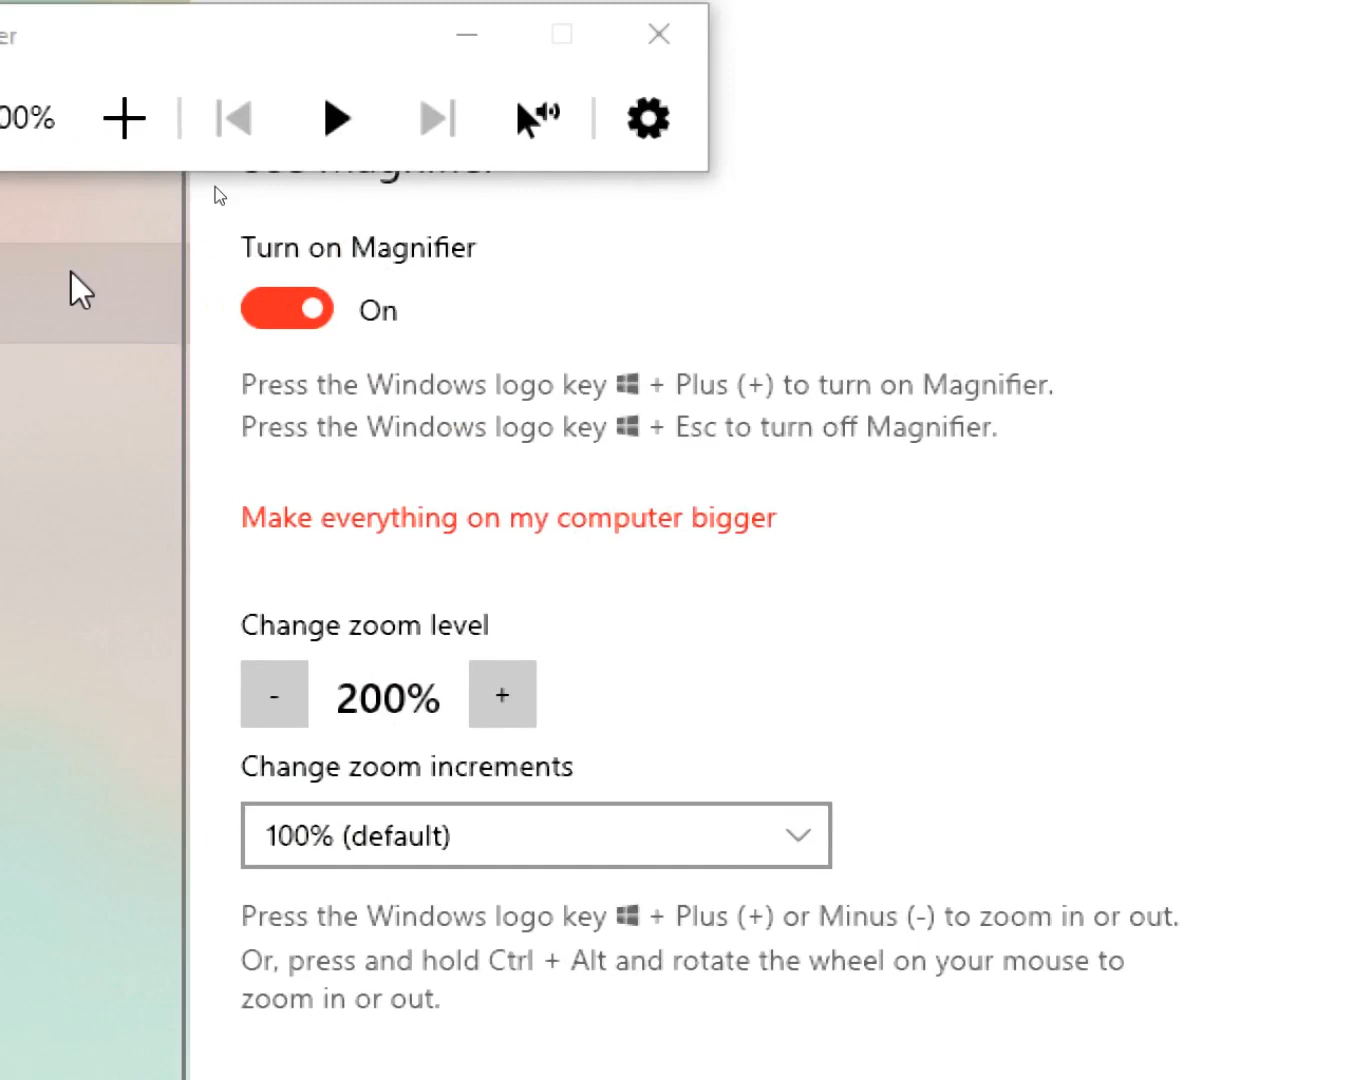 er
00%
Turn on Magnifier
On
Press the Windows logo key + Plus (+) to turn on Magnifier.
Press the Windows logo key + Esc to turn off Magnifier.
Make everything on my computer bigger
Change zoom level
- 200% +
Change zoom increments
100% (default)
Press the Windows logo key + Plus (+) or Minus (-) to zoom in or out.
Or, press and hold Ctrl + Alt and rotate the wheel on your mouse to
zoom in or out.